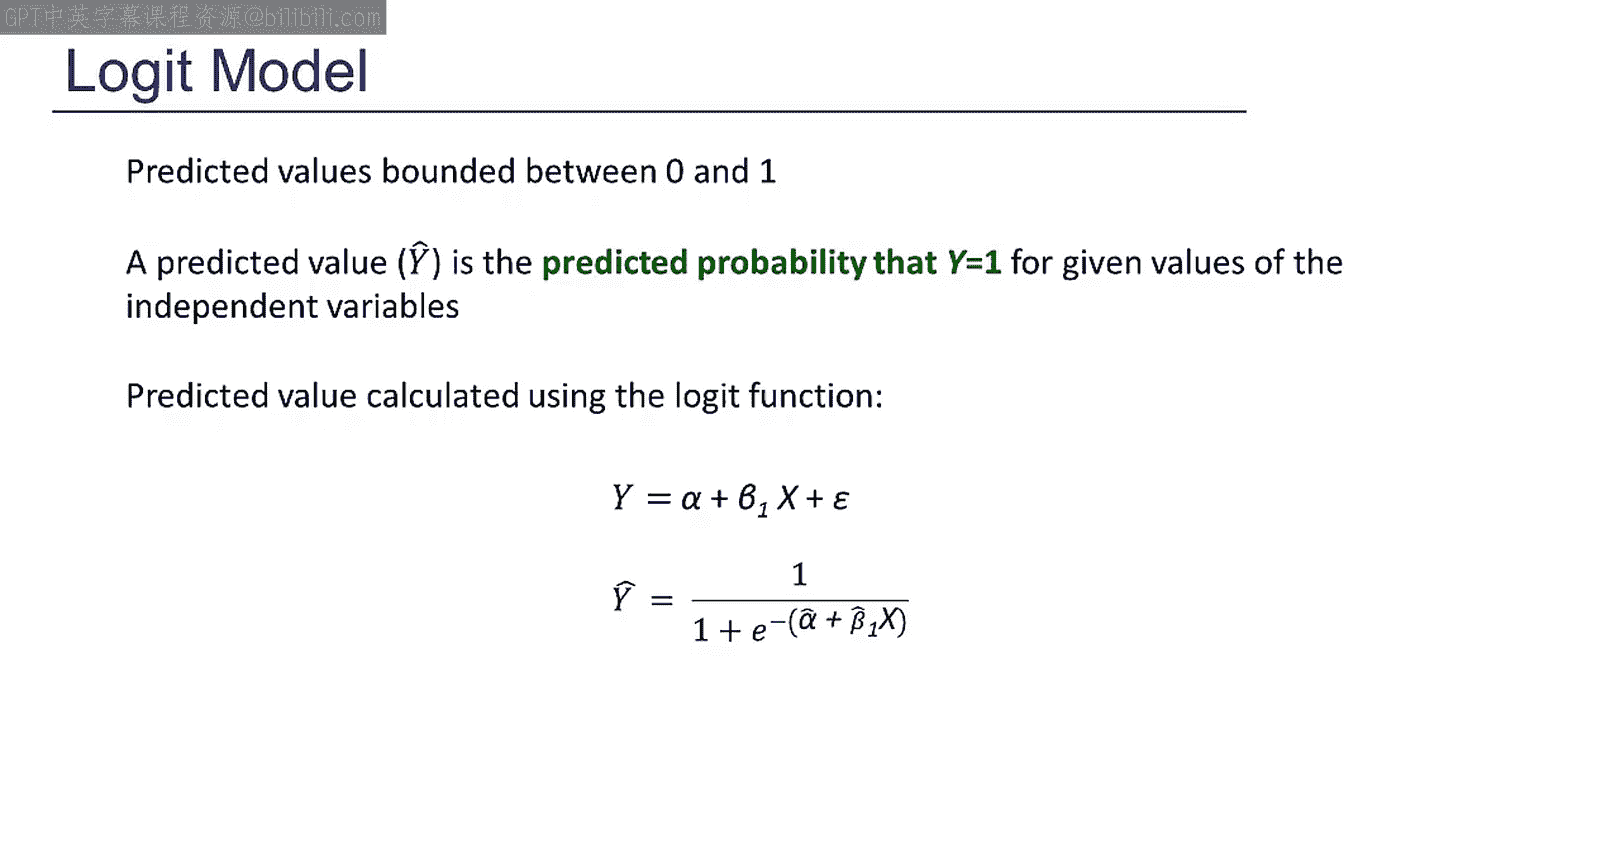 GPT中英字幕课程资源@bilibili.com
Logit Model
Predicted values bounded between 0 and 1
A predicted value (Ŷ) is the predicted probability that Y=1 for given values of the
independent variables
Predicted value calculated using the logit function:
Y = α + β₁ X + ε
Ŷ = 1 / (1 + e^−(α̂ + β̂₁X))